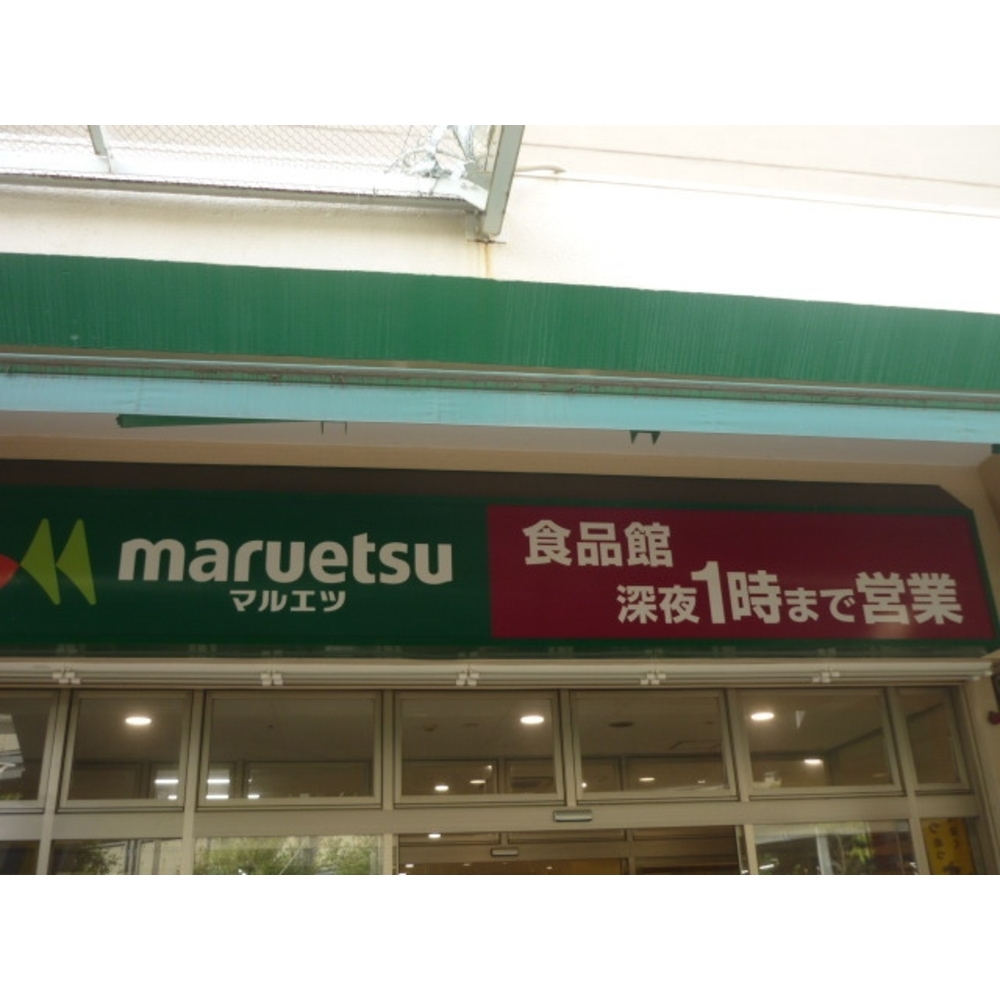 maruetsu
マルエツ
食品館
深夜1時まで営業